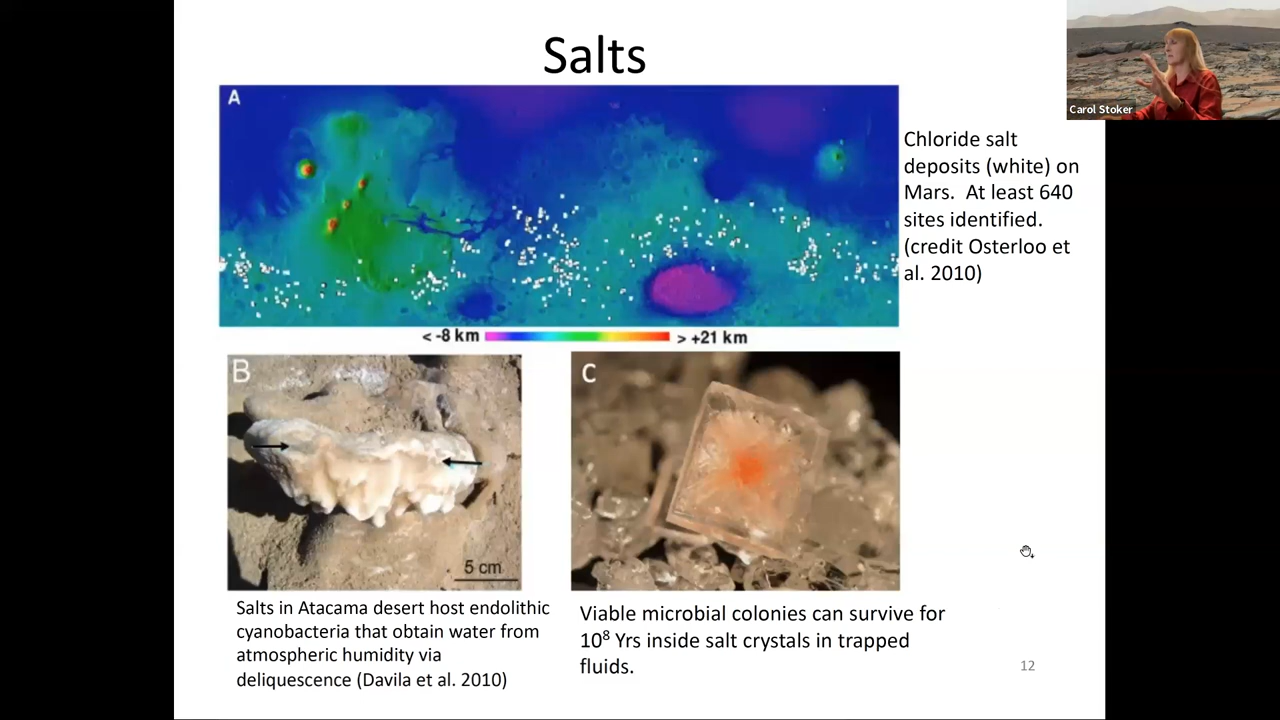 Salts
A
Carol Stoker
Chloride salt
deposits (white) on
Mars. At least 640
sites identified.
(credit Osterloo et
al. 2010)
< -8 km
> +21 km
B
5 cm
C
Salts in Atacama desert host endolithic
cyanobacteria that obtain water from
atmospheric humidity via
deliquescence (Davila et al. 2010)
Viable microbial colonies can survive for
10⁸ Yrs inside salt crystals in trapped
fluids.
12